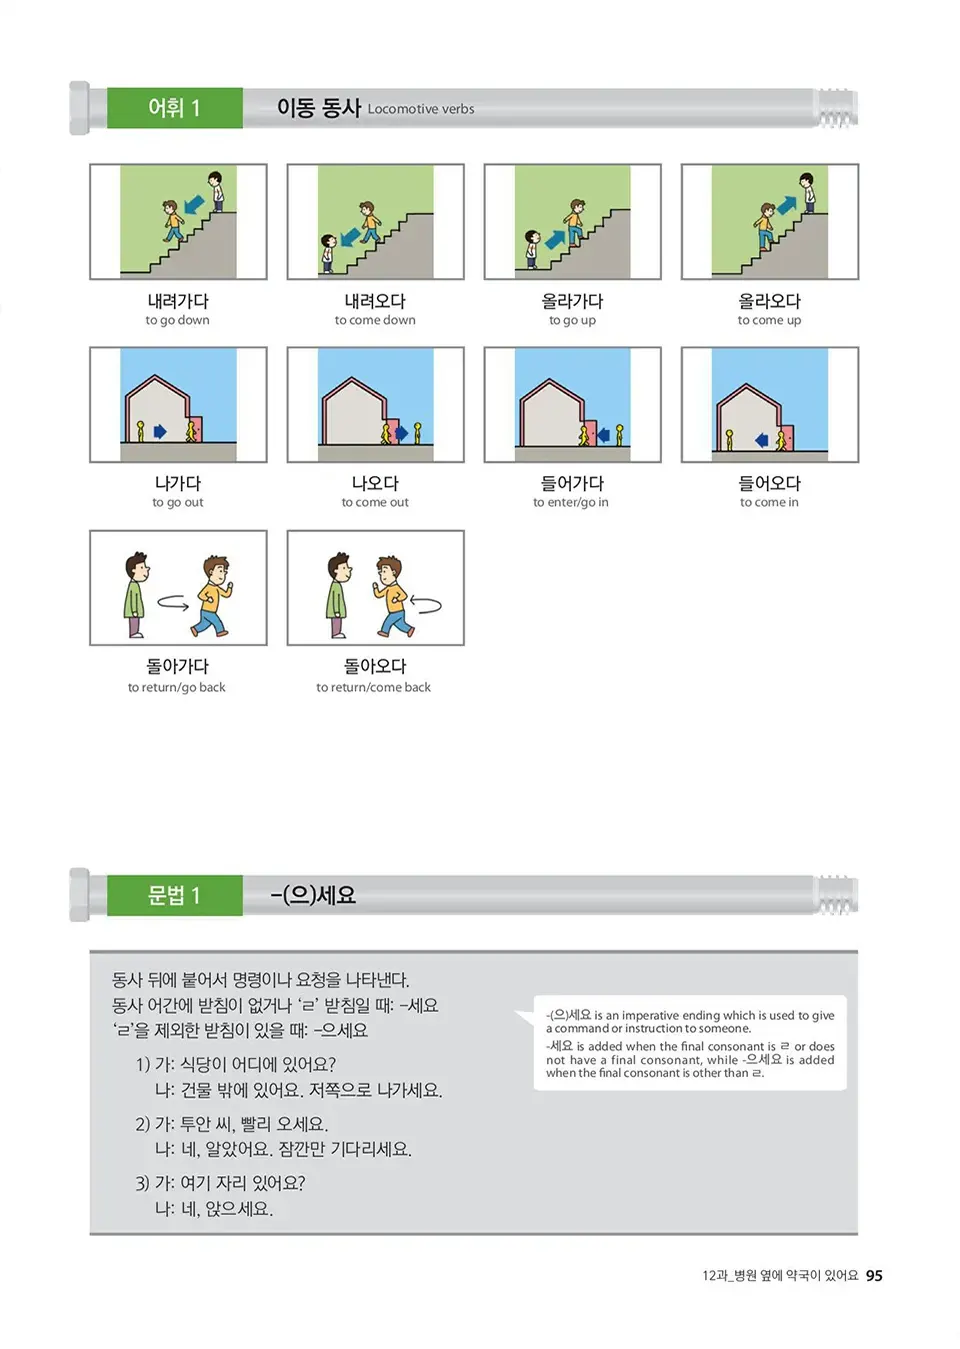 어휘 1
이동 동사 Locomotive verbs
내려가다
to go down
내려오다
to come down
올라가다
to go up
올라오다
to come up
나가다
to go out
나오다
to come out
들어가다
to enter/go in
들어오다
to come in
돌아가다
to return/go back
돌아오다
to return/come back
문법 1
-(으)세요
동사 뒤에 붙어서 명령이나 요청을 나타낸다.
동사 어간에 받침이 없거나 ‘ㄹ’ 받침일 때: -세요
‘ㄹ’을 제외한 받침이 있을 때: -으세요
-(으)세요 is an imperative ending which is used to give
a command or instruction to someone.
-세요 is added when the final consonant is ㄹ or does
not have a final consonant, while -으세요 is added
when the final consonant is other than ㄹ.
1) 가: 식당이 어디에 있어요?
나: 건물 밖에 있어요. 저쪽으로 나가세요.
2) 가: 투안 씨, 빨리 오세요.
나: 네, 알았어요. 잠깐만 기다리세요.
3) 가: 여기 자리 있어요?
나: 네, 앉으세요.
12과_병원 옆에 약국이 있어요 95